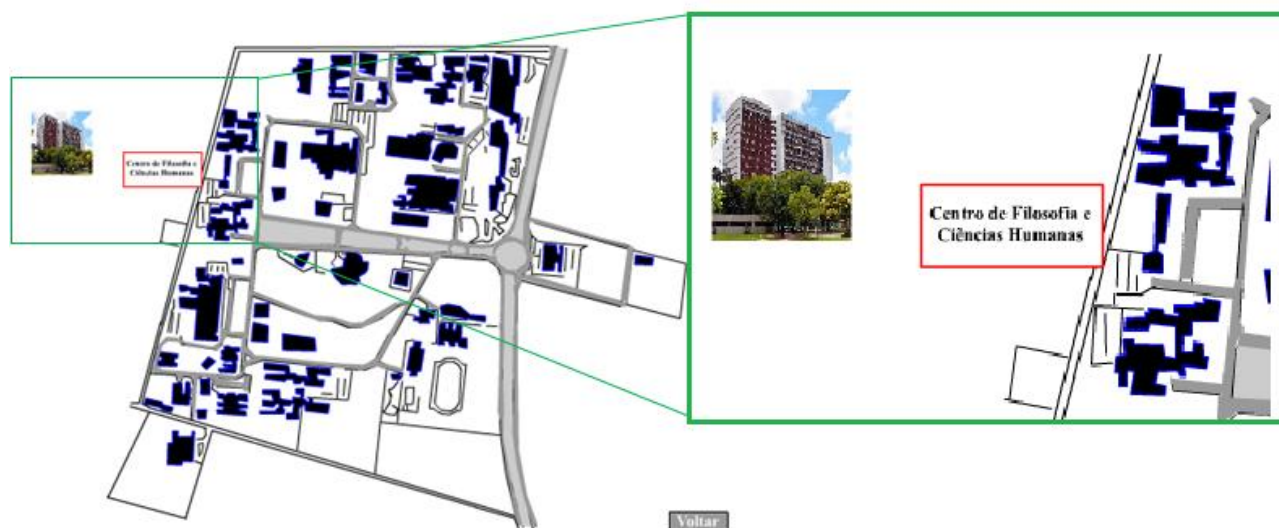 Centro de Filosofia e
Ciências Humanas
Centro de Filosofia e
Ciências Humanas
Voltar